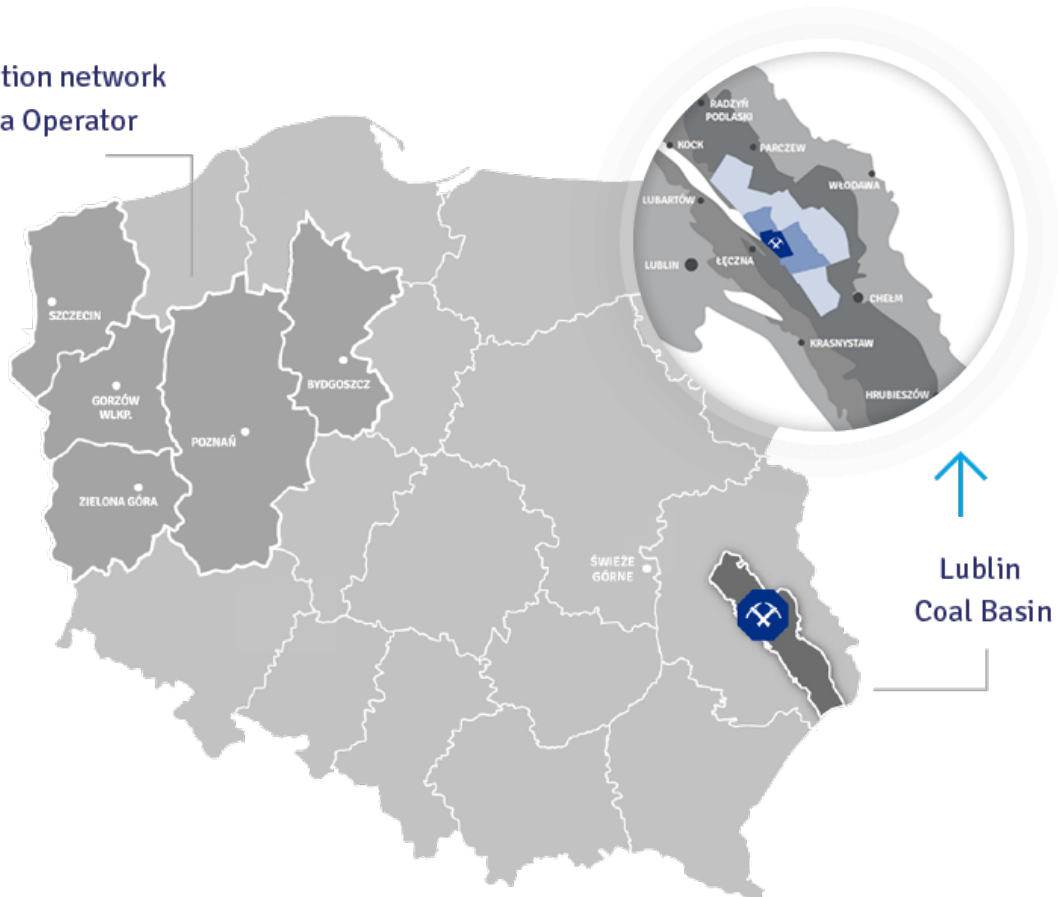 tion network
a Operator
RADZYŃ
PODLASKI
KOCK
PARCZEW
WŁODAWA
LUBARTÓW
LUBLIN
ŁĘCZNA
CHEŁM
KRASNYSTAW
HRUBIESZÓW
SZCZECIN
GORZÓW
WLKP.
BYDGOSZCZ
POZNAŃ
ZIELONA GÓRA
ŚWIEŻE
GÓRNE
Lublin
Coal Basin